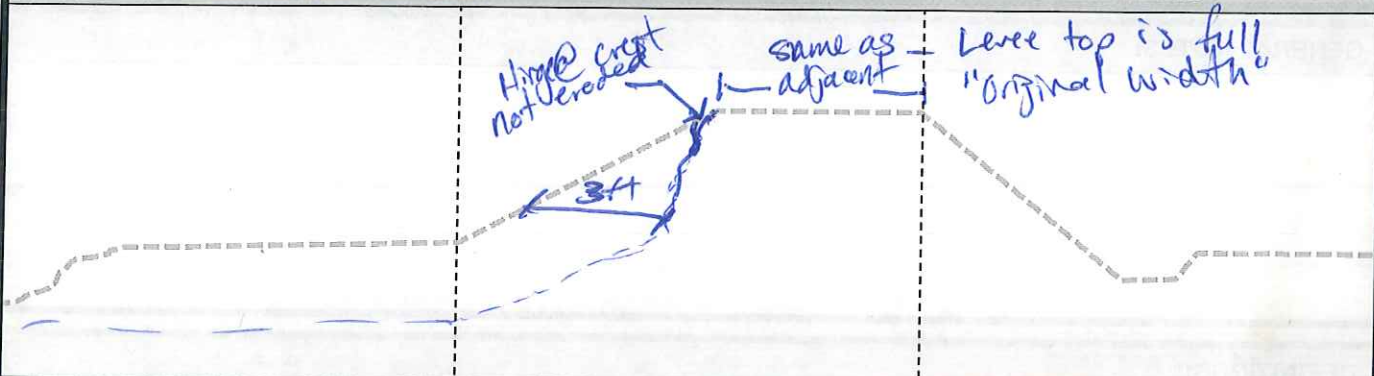 Hinge@ crest
not eroded
same as
adjacent
Levee top is full
"original width"
3ft